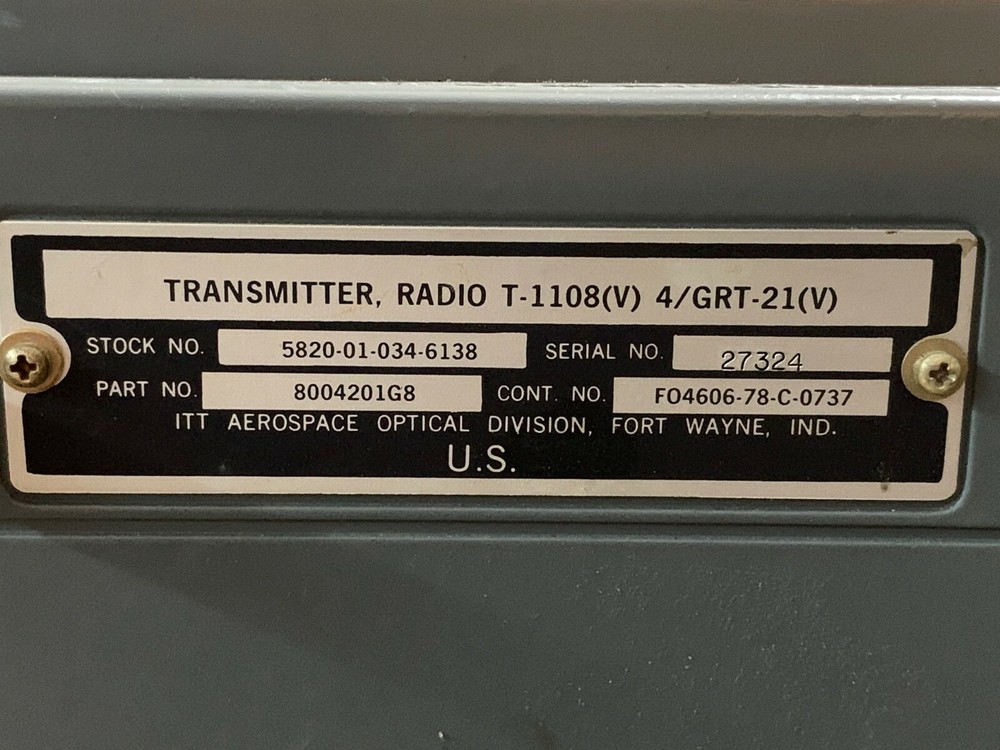 TRANSMITTER, RADIO T-1108(V) 4/GRT-21(V)
STOCK NO. 5820-01-034-6138 SERIAL NO. 27324
PART NO. 8004201G8 CONT. NO. FO4606-78-C-0737
ITT AEROSPACE OPTICAL DIVISION, FORT WAYNE, IND.
U.S.